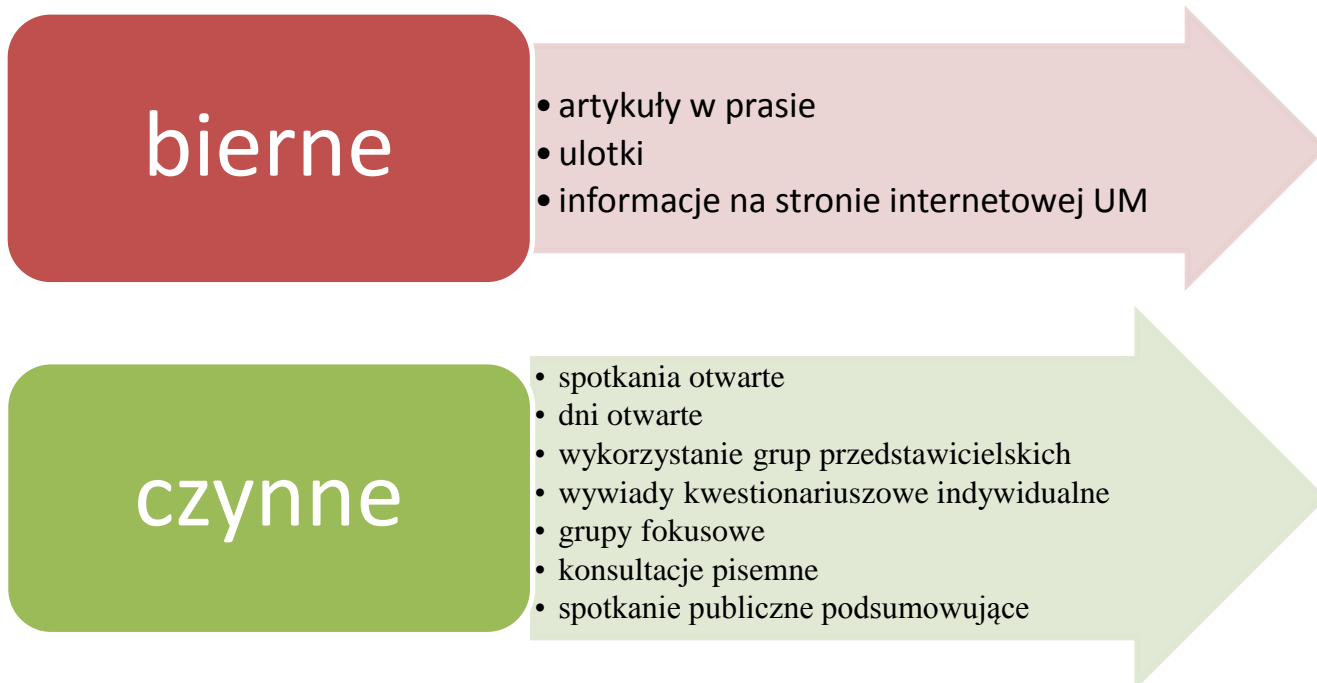 bierne
• artykuły w prasie
• ulotki
• informacje na stronie internetowej UM
czynne
• spotkania otwarte
• dni otwarte
• wykorzystanie grup przedstawicielskich
• wywiady kwestionariuszowe indywidualne
• grupy fokusowe
• konsultacje pisemne
• spotkanie publiczne podsumowujące